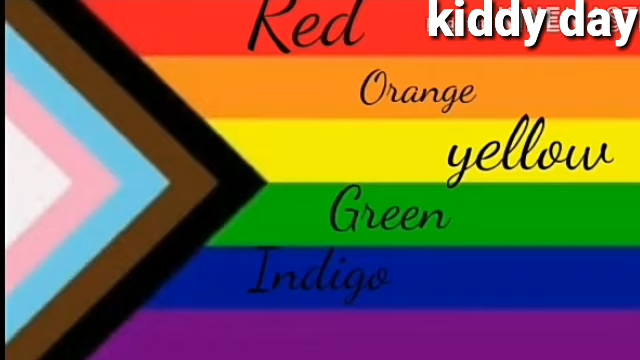 kiddy day
Red
Orange
yellow
Green
Indigo